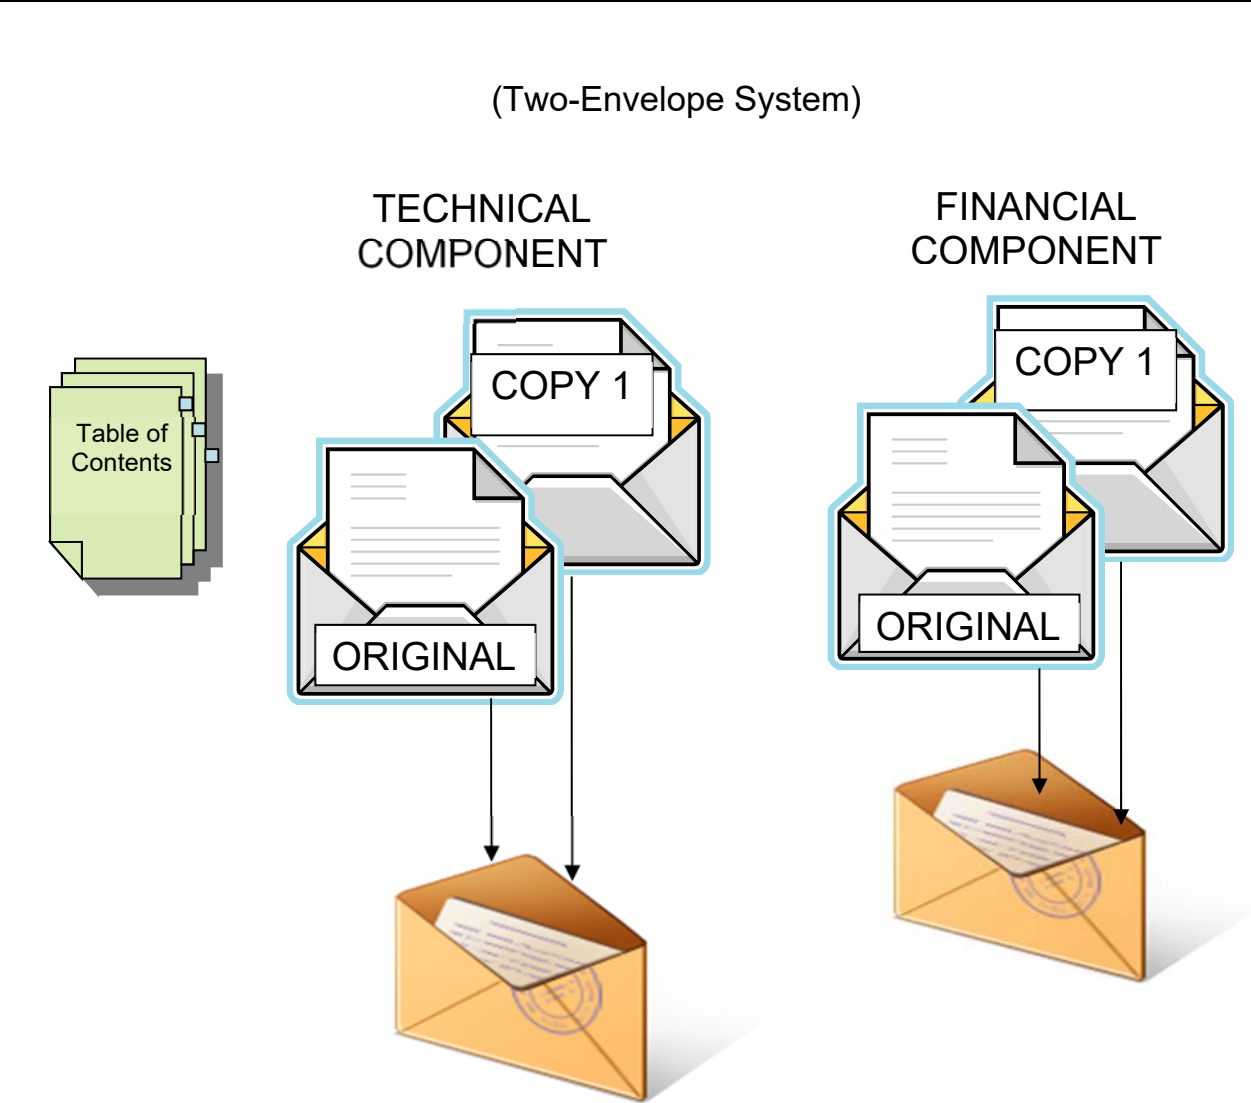 (Two-Envelope System)
TECHNICAL
COMPONENT
FINANCIAL
COMPONENT
Table of
Contents
COPY 1
ORIGINAL
COPY 1
ORIGINAL